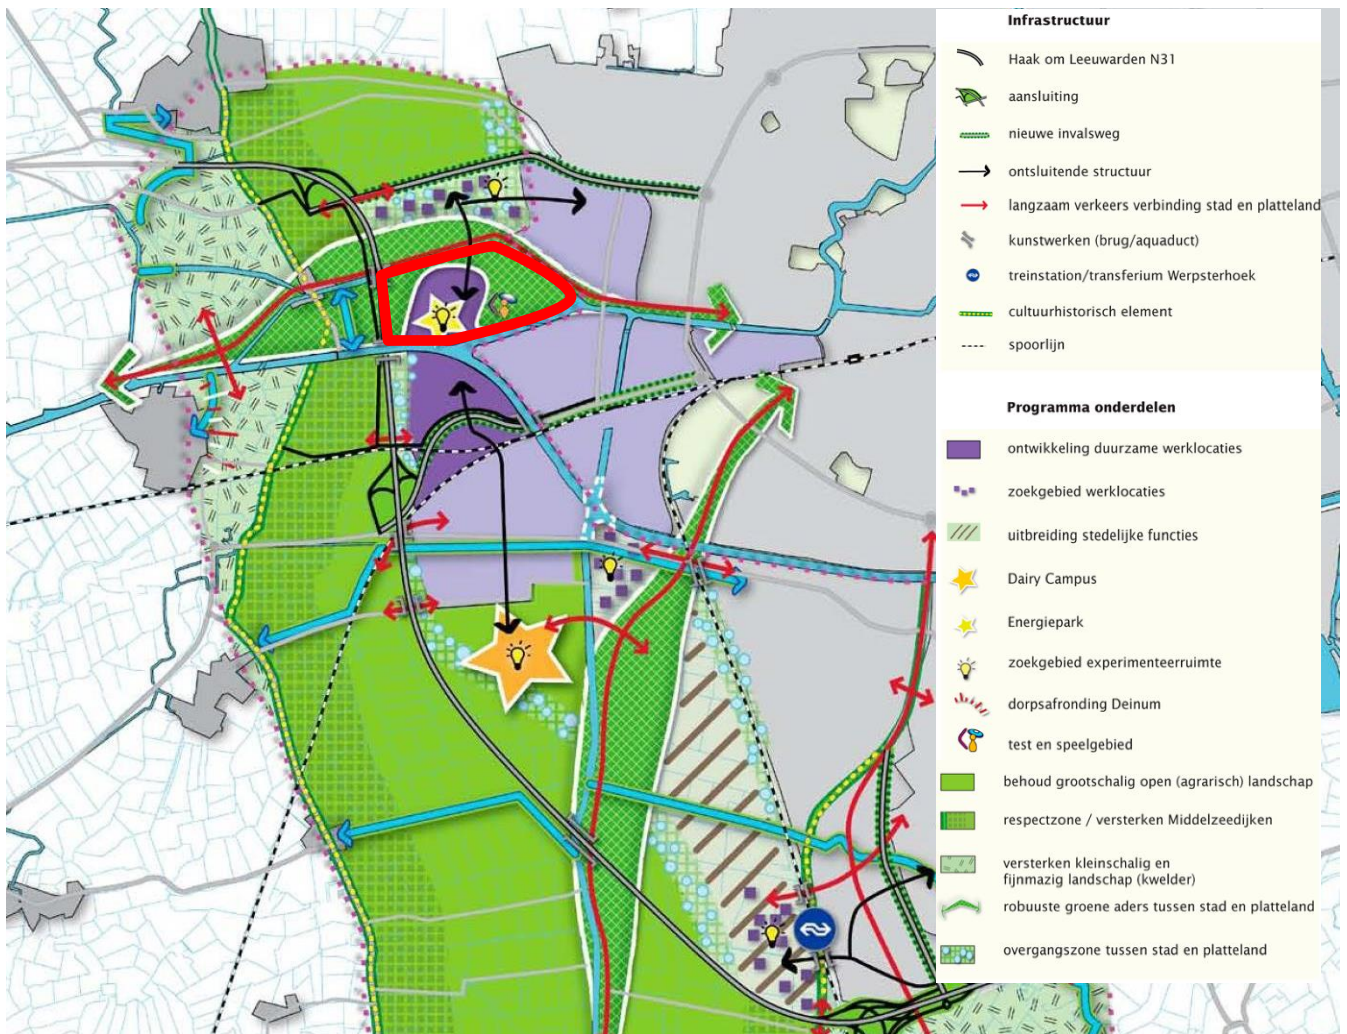 Infrastructuur
Haak om Leeuwarden N31
aansluiting
nieuwe invalsweg
ontsluitende structuur
langzaam verkeers verbinding stad en platteland
kunstwerken (brug/aquaduct)
treinstation/transferium Werpsterhoek
cultuurhistorisch element
spoorlijn
Programma onderdelen
ontwikkeling duurzame werklocaties
zoekgebied werklocaties
uitbreiding stedelijke functies
Dairy Campus
Energiepark
zoekgebied experimenteerruimte
dorpsafronding Deinum
test en speelgebied
behoud grootschalig open (agrarisch) landschap
respectzone / versterken Middelzeedijken
versterken kleinschalig en
fijnmazig landschap (kwelder)
robuuste groene aders tussen stad en platteland
overgangszone tussen stad en platteland